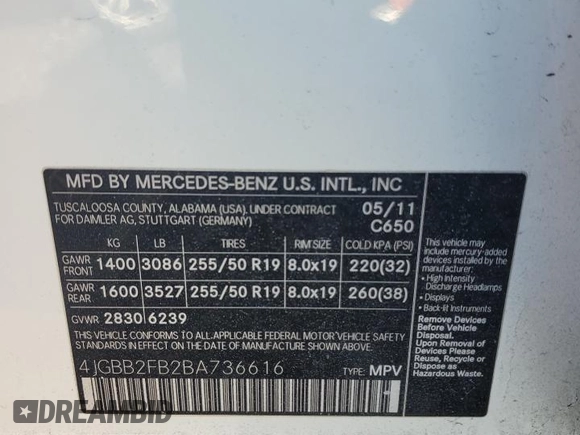 MFD BY MERCEDES-BENZ U.S. INTL., INC
TUSCALOOSA COUNTY, ALABAMA (USA). UNDER CONTRACT
FOR DAIMLER AG, STUTTGART (GERMANY)
05/11
C650
KG LB TIRES RIM SIZE COLD KPA (PSI)
GAWR FRONT 1400 3086 255/50 R19 8.0x19 220(32)
GAWR REAR 1600 3527 255/50 R19 8.0x19 260(38)
GVWR 2830 6239
THIS VEHICLE CONFORMS TO ALL APPLICABLE FEDERAL MOTOR VEHICLE SAFETY
STANDARDS IN EFFECT ON THE DATE OF MANUFACTURE SHOWN ABOVE.
4JGBB2FB2BA736616 TYPE: MPV
This vehicle may
include mercury-added
devices installed by the
manufacturer:
• High Intensity
Discharge Headlamps
• Displays
• Back-lit Instruments
Remove Devices
Before Vehicle
Disposal.
Upon Removal of
Devices Please
Reuse, Recycle or
Dispose as
Hazardous Waste.
DREAMBID